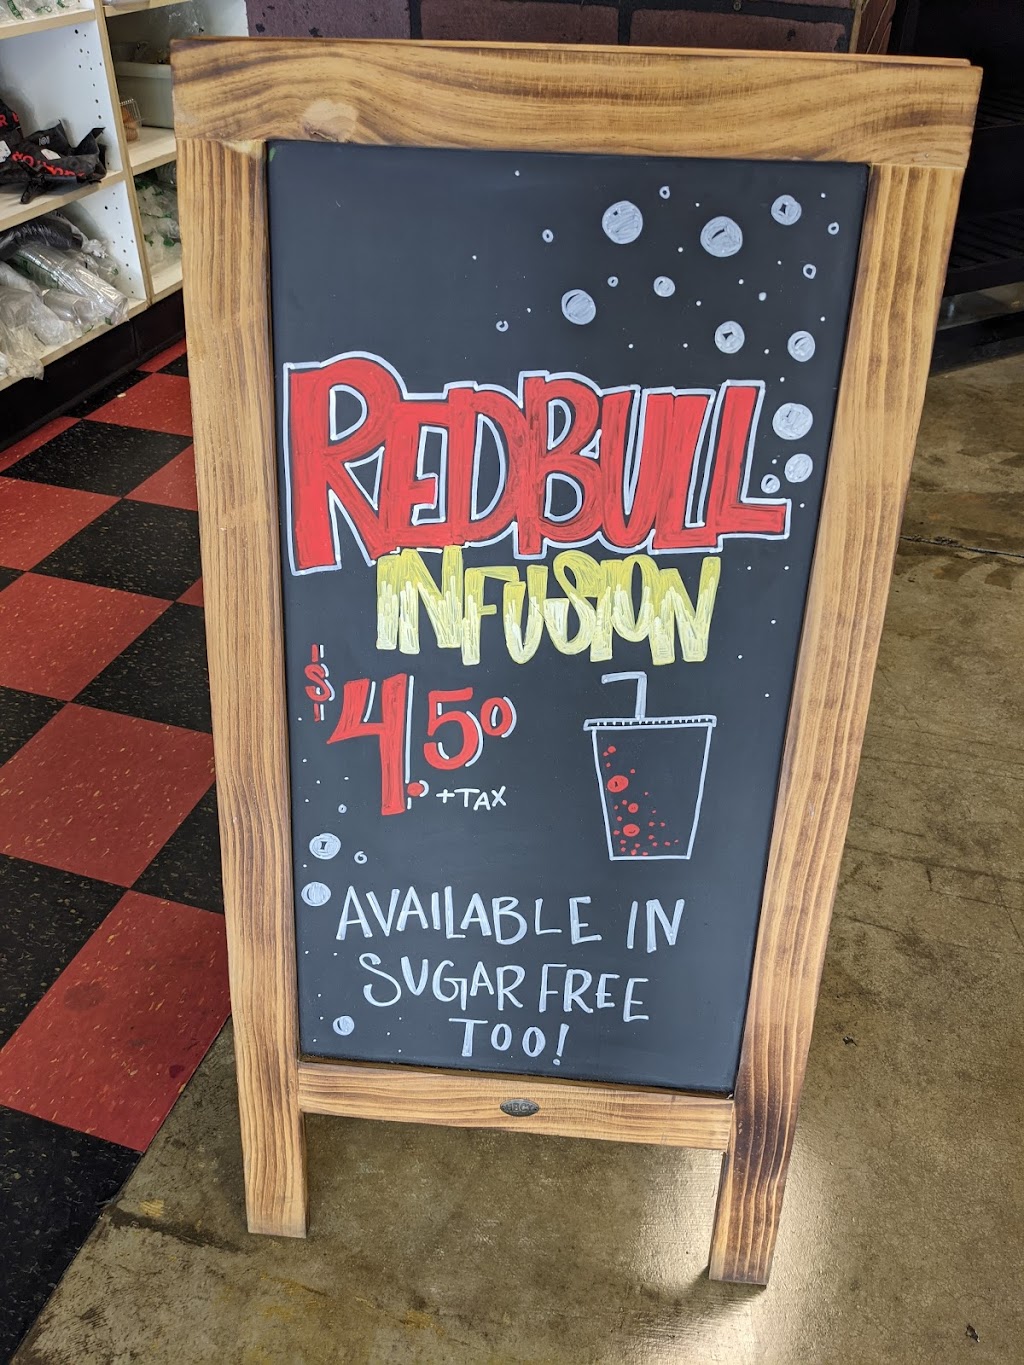 REDBULL
INFUSION
$4.50 +TAX
AVAILABLE IN
SUGAR FREE
TOO!